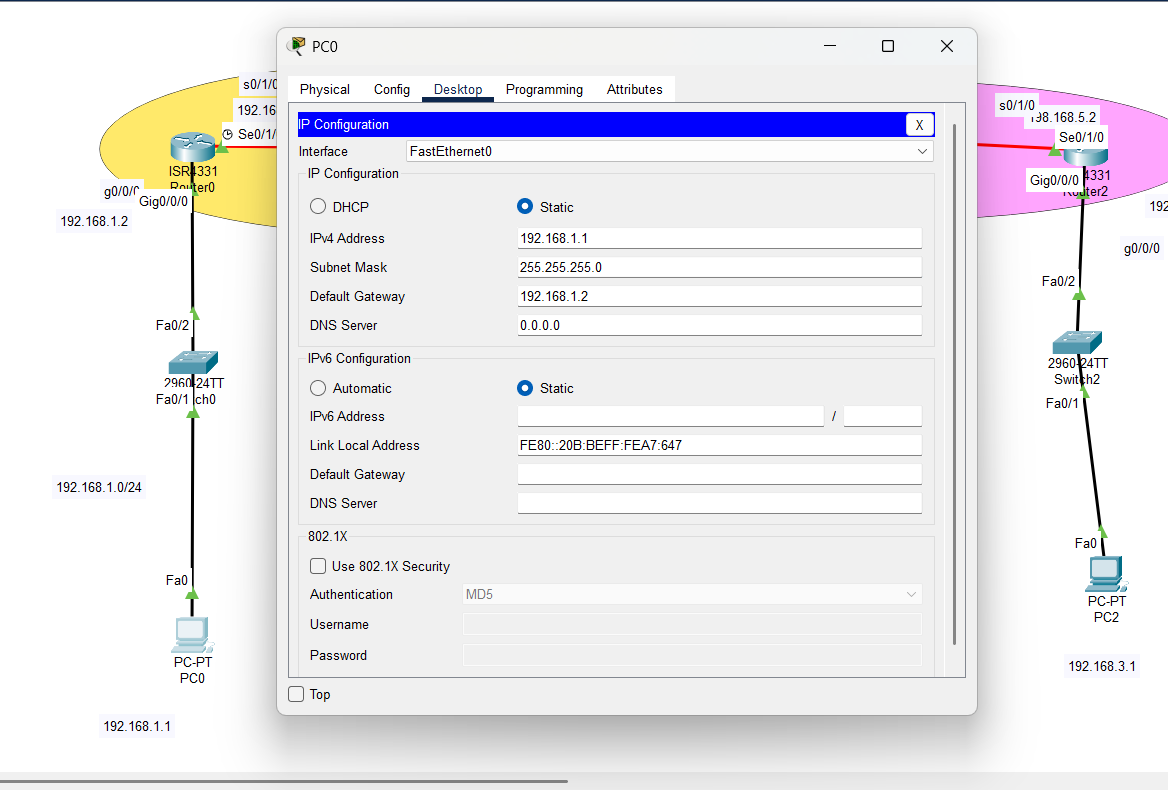 PC0
Physical Config Desktop Programming Attributes
IP Configuration X
Interface FastEthernet0
IP Configuration
DHCP Static
IPv4 Address 192.168.1.1
Subnet Mask 255.255.255.0
Default Gateway 192.168.1.2
DNS Server 0.0.0.0
IPv6 Configuration
Automatic Static
IPv6 Address /
Link Local Address FE80::20B:BEFF:FEA7:647
Default Gateway
DNS Server
802.1X
Use 802.1X Security
Authentication MD5
Username
Password
Top
s0/1/0
192.16
Se0/1/
ISR4331
Router0
g0/0/0
Gig0/0/0
192.168.1.2
Fa0/2
2960-24TT
Fa0/1 ch0
192.168.1.0/24
Fa0
PC-PT
PC0
192.168.1.1
s0/1/0
198.168.5.2
Se0/1/0
4331
Gig0/0/0
Router2
192
g0/0/0
Fa0/2
2960-24TT
Switch2
Fa0/1
Fa0
PC-PT
PC2
192.168.3.1